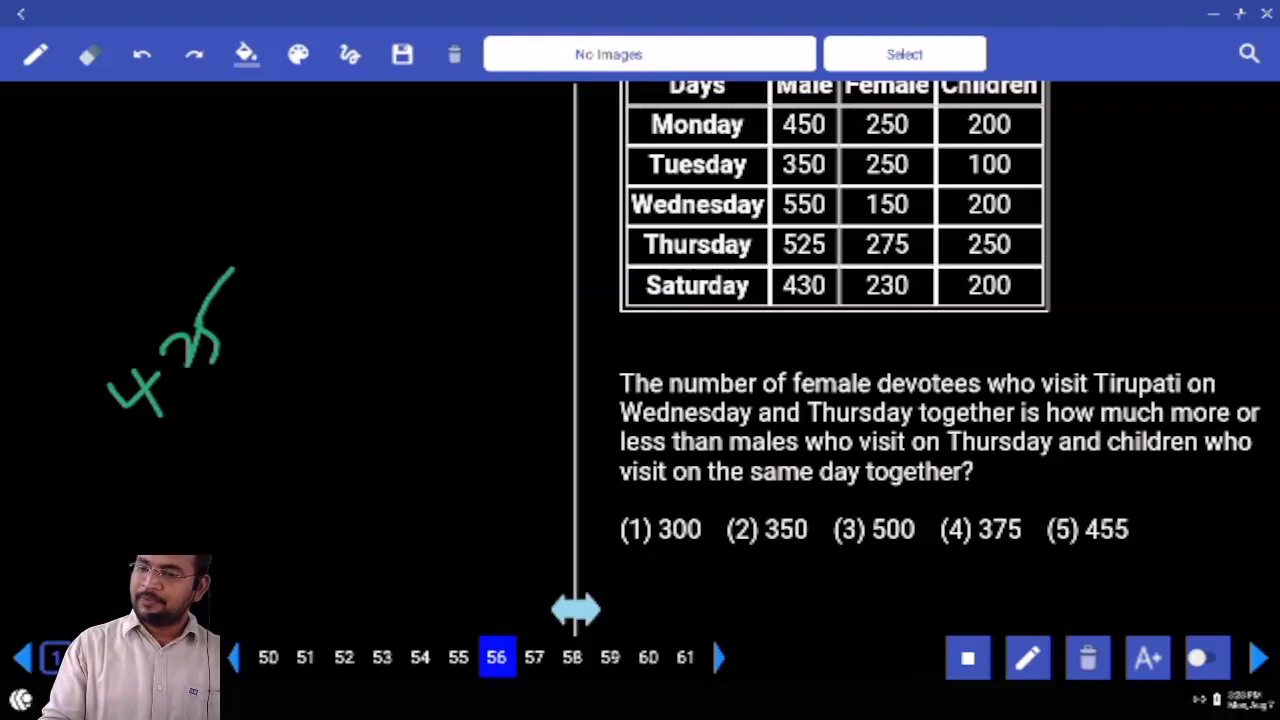 No Images Select
Days Male Female Children
Monday 450 250 200
Tuesday 350 250 100
Wednesday 550 150 200
Thursday 525 275 250
Saturday 430 230 200
The number of female devotees who visit Tirupati on
Wednesday and Thursday together is how much more or
less than males who visit on Thursday and children who
visit on the same day together?
(1) 300 (2) 350 (3) 500 (4) 375 (5) 455
50 51 52 53 54 55 56 57 58 59 60 61
A+